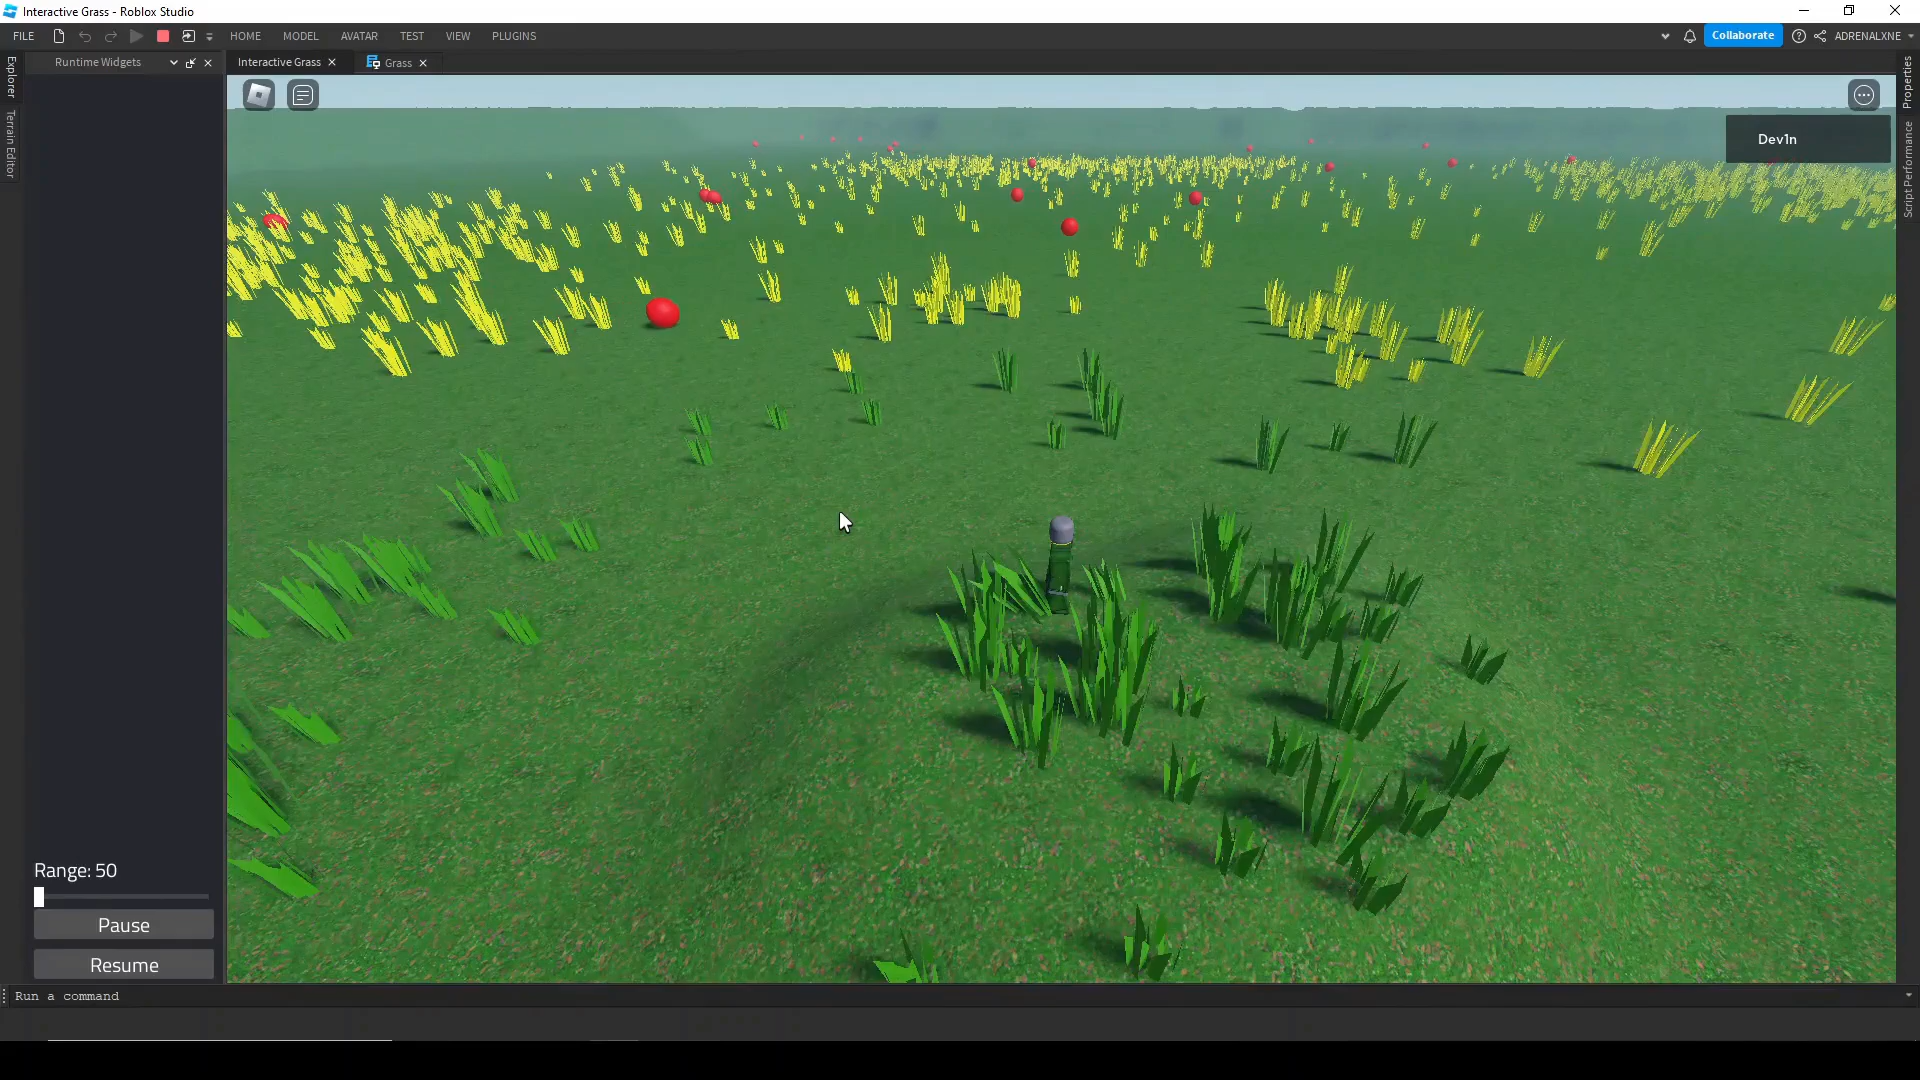 Interactive Grass - Roblox Studio
FILE HOME MODEL AVATAR TEST VIEW PLUGINS Collaborate ADRENALXNE
Explorer
Terrain Editor
Runtime Widgets
Interactive Grass
Grass
Properties
Script Performance
Dev1n
Range: 50
Pause
Resume
Run a command